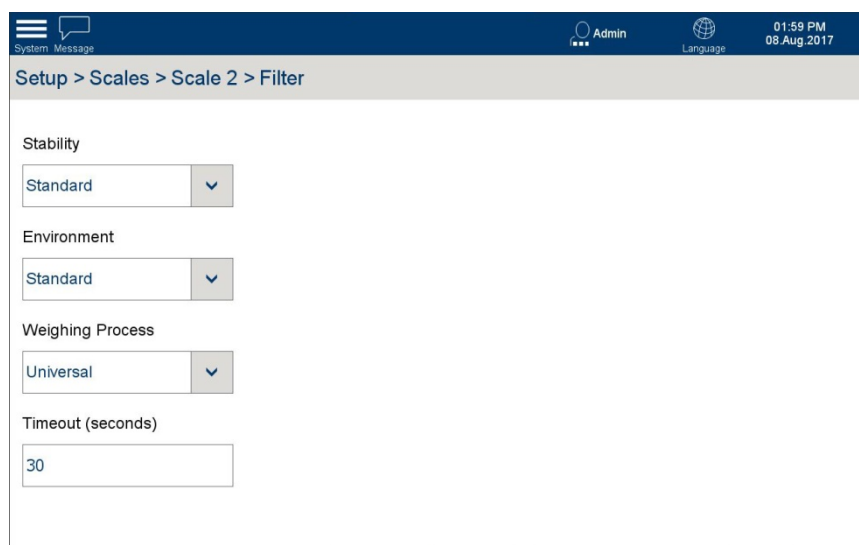 System Message
Admin
Language
01:59 PM
08.Aug.2017
Setup > Scales > Scale 2 > Filter
Stability
Standard
Environment
Standard
Weighing Process
Universal
Timeout (seconds)
30